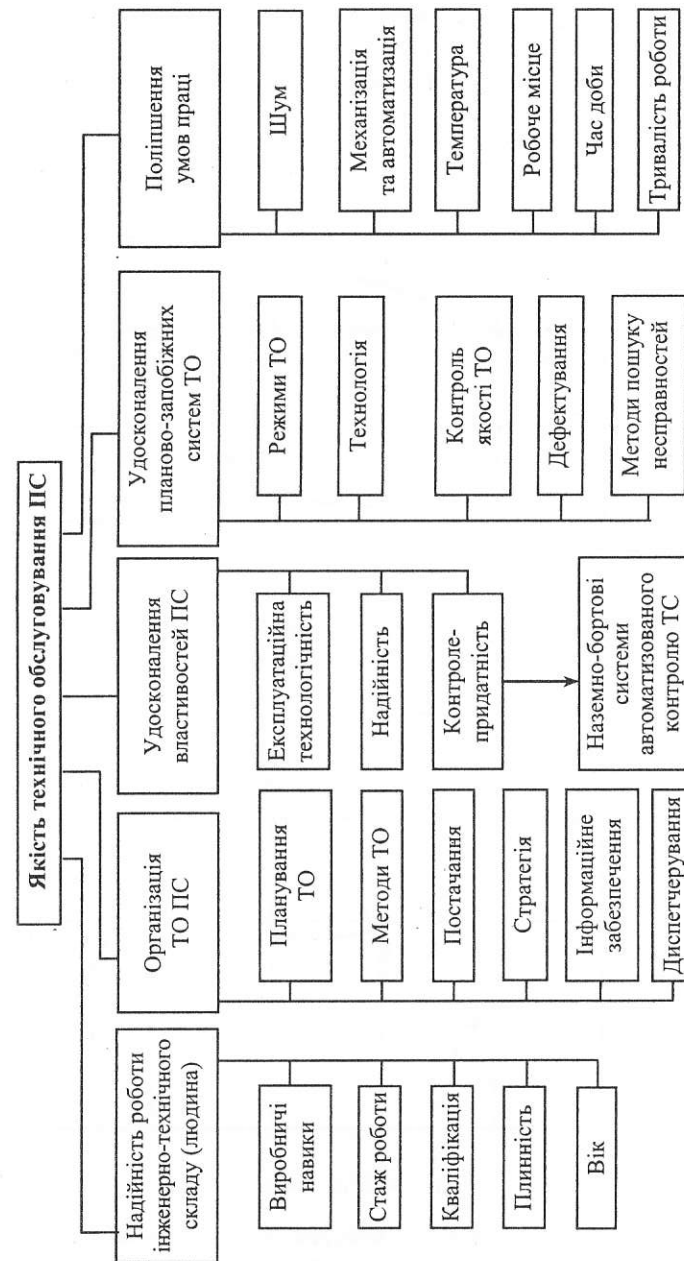 Якість технічного обслуговування ПС
Надійність роботи
інженерно-технічного
складу (людина)
Виробничі
навики
Стаж роботи
Кваліфікація
Плинність
Вік
Організація
ТО ПС
Планування
ТО
Методи ТО
Постачання
Стратегія
Інформаційне
забезпечення
Диспетчерування
Удосконалення
властивостей ПС
Експлуатаційна
технологічність
Надійність
Контроле-
придатність
Наземно-бортові
системи
автоматизованого
контролю ТС
Удосконалення
планово-запобіжних
систем ТО
Режими ТО
Технологія
Контроль
якості ТО
Дефектування
Методи пошуку
несправностей
Поліпшення
умов праці
Шум
Механізація
та автоматизація
Температура
Робоче місце
Час доби
Тривалість роботи